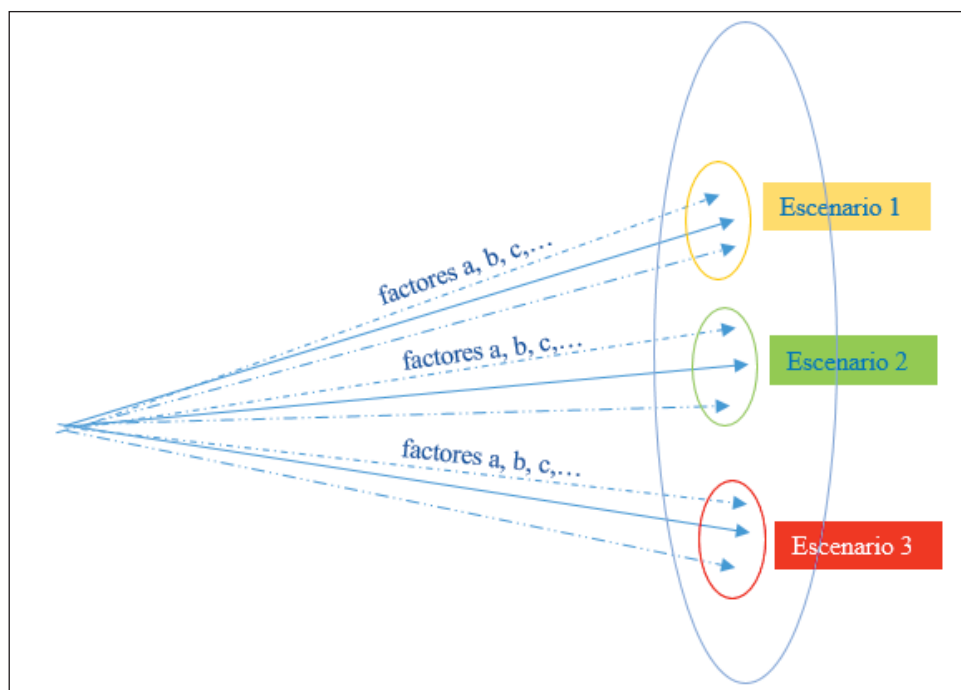 Escenario 1
factores a, b, c,...
factores a, b, c,...
Escenario 2
factores a, b, c,...
Escenario 3